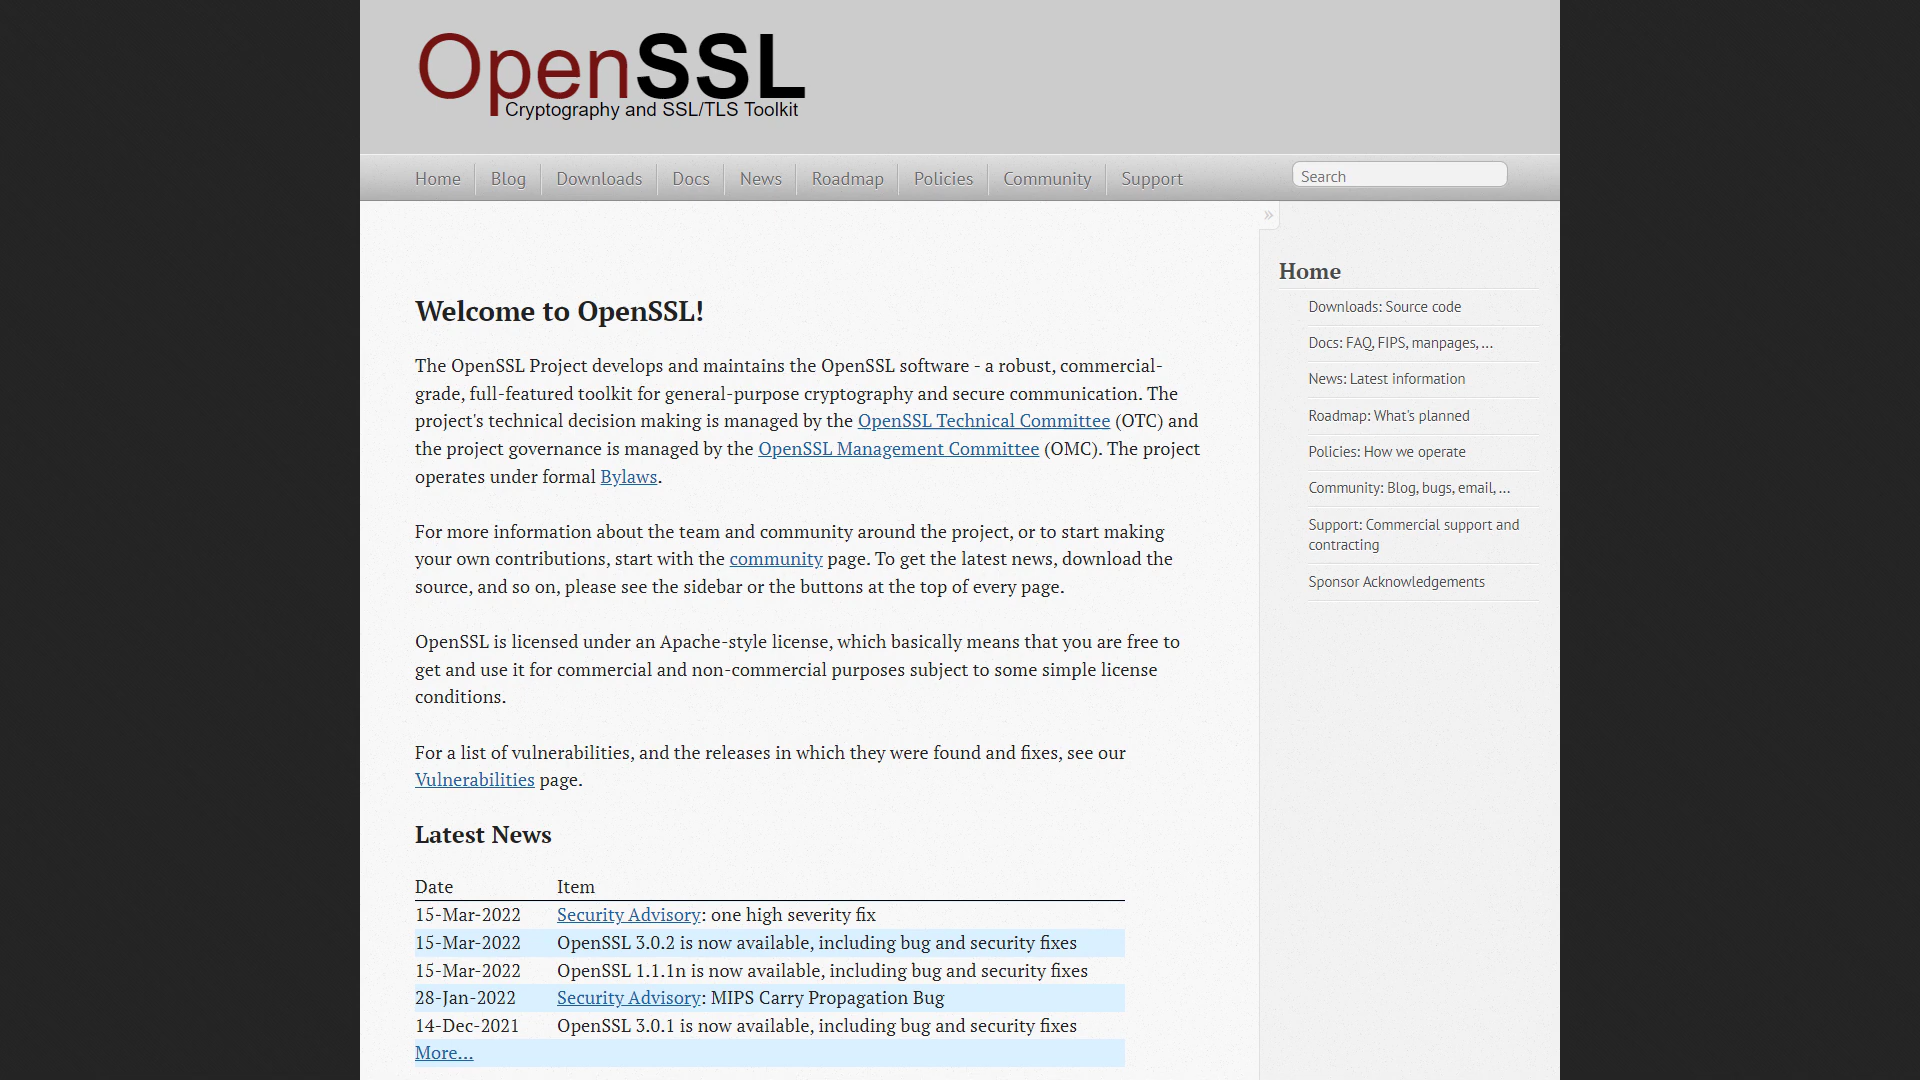 OpenSSL
Cryptography and SSL/TLS Toolkit
Home
Blog
Downloads
Docs
News
Roadmap
Policies
Community
Support
Search
»
Welcome to OpenSSL!
The OpenSSL Project develops and maintains the OpenSSL software - a robust, commercial-
grade, full-featured toolkit for general-purpose cryptography and secure communication. The
project's technical decision making is managed by the OpenSSL Technical Committee (OTC) and
the project governance is managed by the OpenSSL Management Committee (OMC). The project
operates under formal Bylaws.
For more information about the team and community around the project, or to start making
your own contributions, start with the community page. To get the latest news, download the
source, and so on, please see the sidebar or the buttons at the top of every page.
OpenSSL is licensed under an Apache-style license, which basically means that you are free to
get and use it for commercial and non-commercial purposes subject to some simple license
conditions.
For a list of vulnerabilities, and the releases in which they were found and fixes, see our
Vulnerabilities page.
Latest News
Date Item
15-Mar-2022 Security Advisory: one high severity fix
15-Mar-2022 OpenSSL 3.0.2 is now available, including bug and security fixes
15-Mar-2022 OpenSSL 1.1.1n is now available, including bug and security fixes
28-Jan-2022 Security Advisory: MIPS Carry Propagation Bug
14-Dec-2021 OpenSSL 3.0.1 is now available, including bug and security fixes
More...
Home
Downloads: Source code
Docs: FAQ, FIPS, manpages, ...
News: Latest information
Roadmap: What's planned
Policies: How we operate
Community: Blog, bugs, email, ...
Support: Commercial support and
contracting
Sponsor Acknowledgements